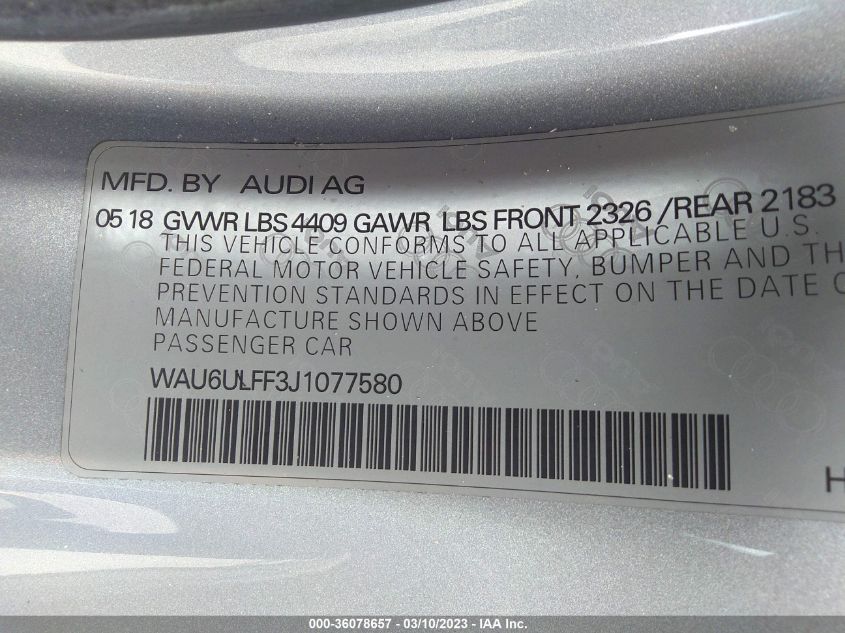 MFD. BY AUDI AG
05 18 GVWR LBS 4409 GAWR LBS FRONT 2326 /REAR 2183
THIS VEHICLE CONFORMS TO ALL APPLICABLE U.S.
FEDERAL MOTOR VEHICLE SAFETY, BUMPER AND TH
PREVENTION STANDARDS IN EFFECT ON THE DATE O
MANUFACTURE SHOWN ABOVE
PASSENGER CAR
WAU6ULFF3J1077580
H
000-36078657 - 03/10/2023 - IAA Inc.